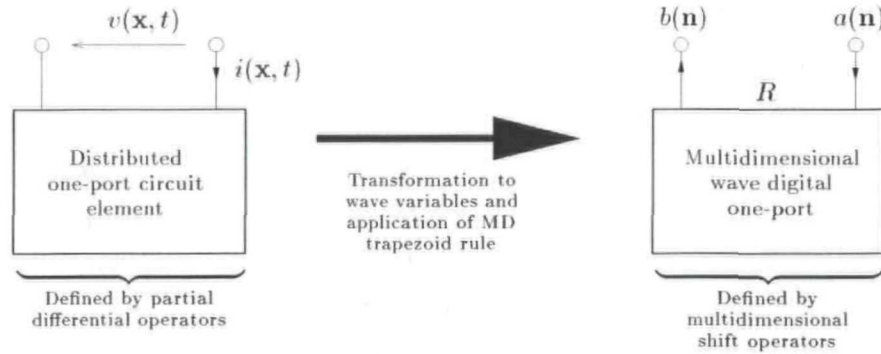 v(x, t)
i(x, t)
Distributed
one-port circuit
element
Defined by partial
differential operators
Transformation to
wave variables and
application of MD
trapezoid rule
b(n)
a(n)
R
Multidimensional
wave digital
one-port
Defined by
multidimensional
shift operators